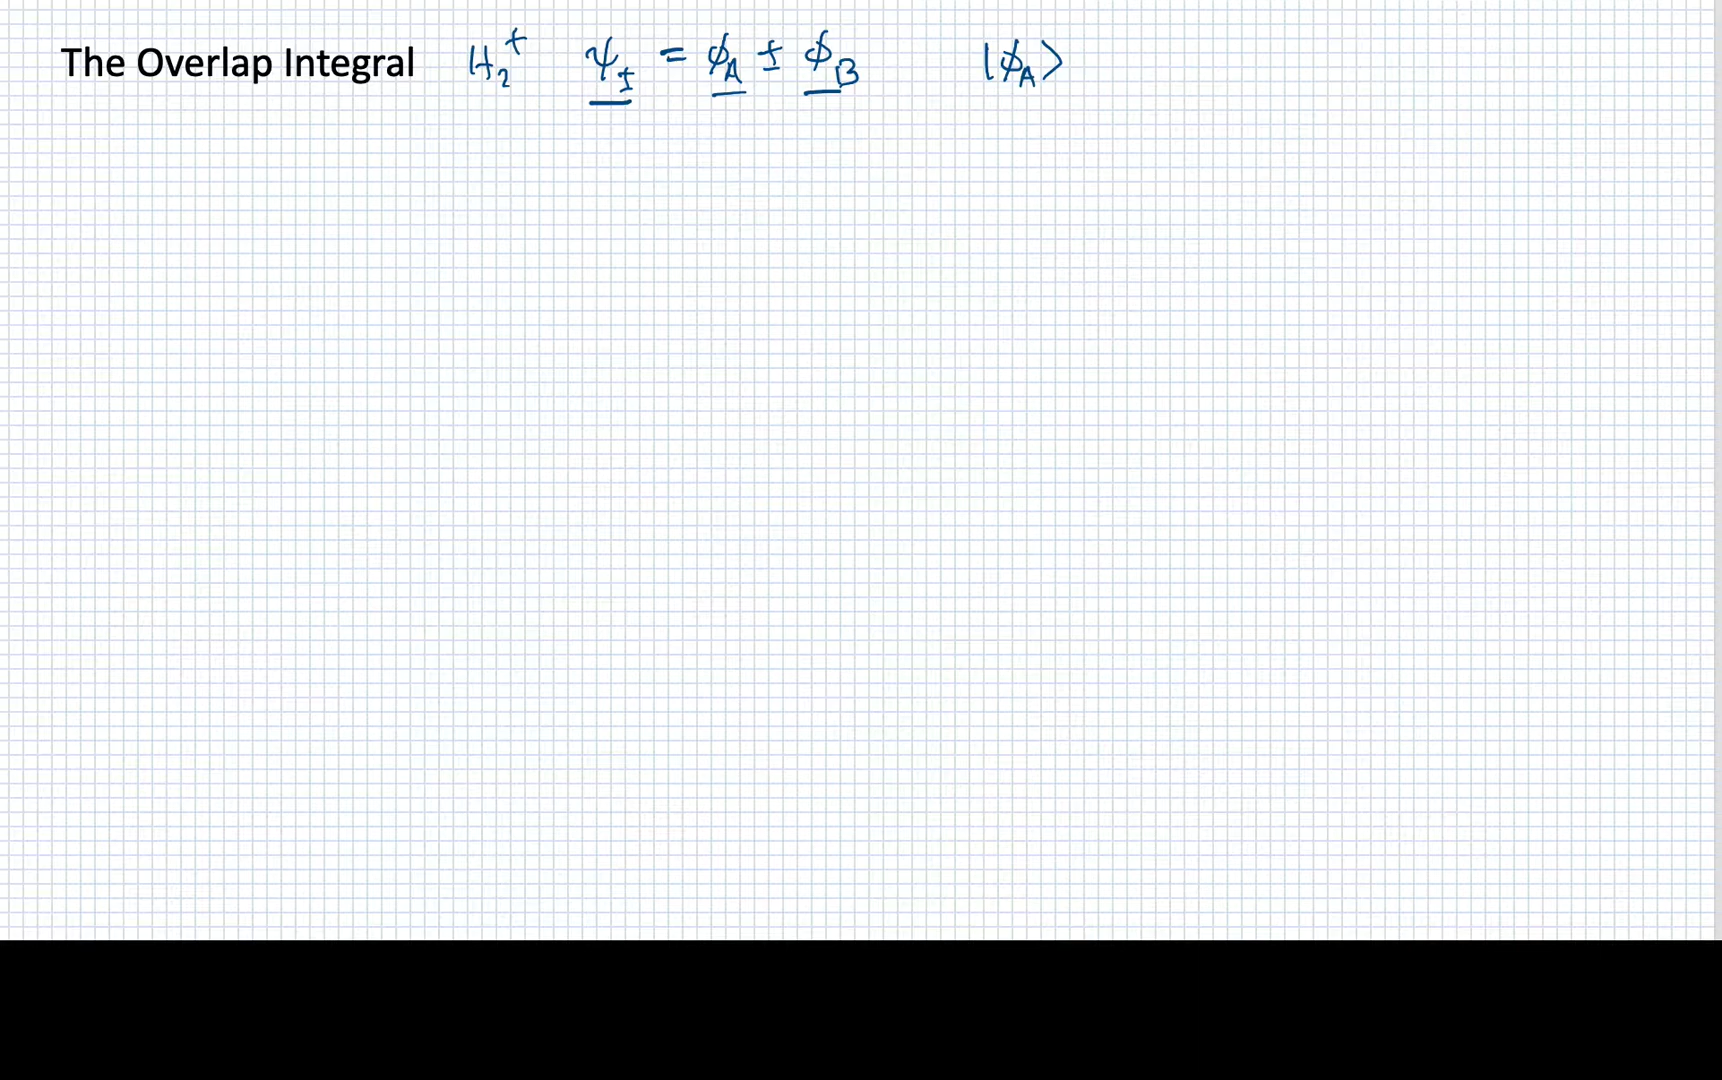 The Overlap Integral H₂⁺ ψ± = ϕA ± ϕB |ϕA⟩